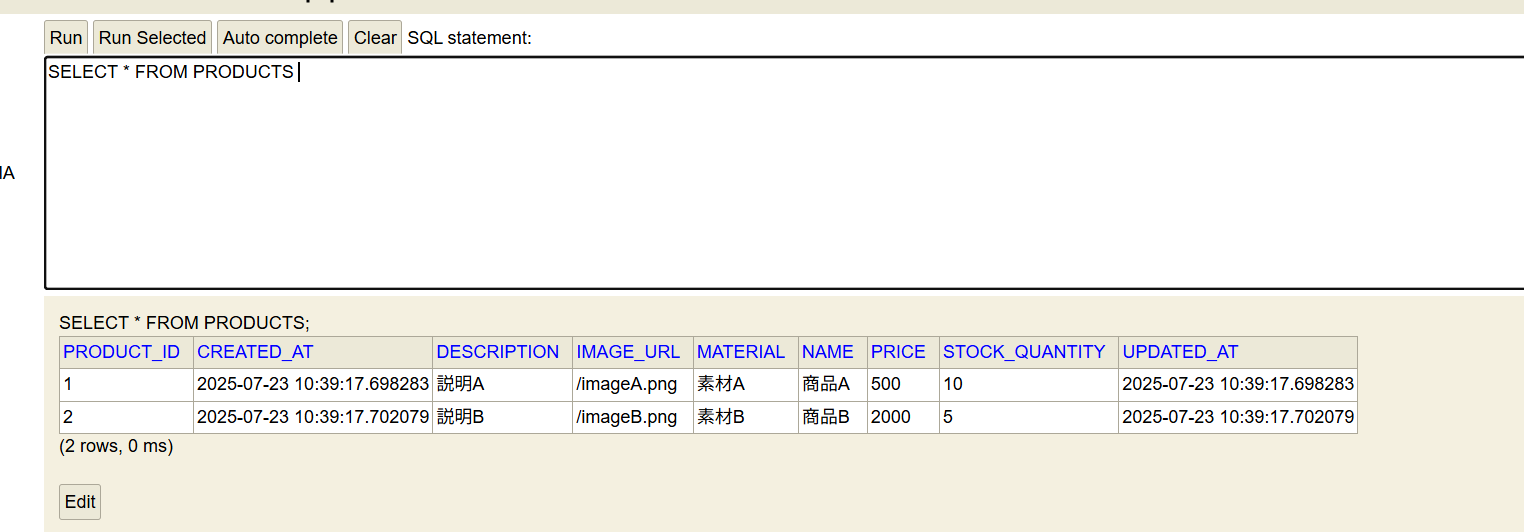 Run Run Selected Auto complete Clear SQL statement:
SELECT * FROM PRODUCTS
IA
SELECT * FROM PRODUCTS;
PRODUCT_ID CREATED_AT DESCRIPTION IMAGE_URL MATERIAL NAME PRICE STOCK_QUANTITY UPDATED_AT
1 2025-07-23 10:39:17.698283 説明A /imageA.png 素材A 商品A 500 10 2025-07-23 10:39:17.698283
2 2025-07-23 10:39:17.702079 説明B /imageB.png 素材B 商品B 2000 5 2025-07-23 10:39:17.702079
(2 rows, 0 ms)
Edit